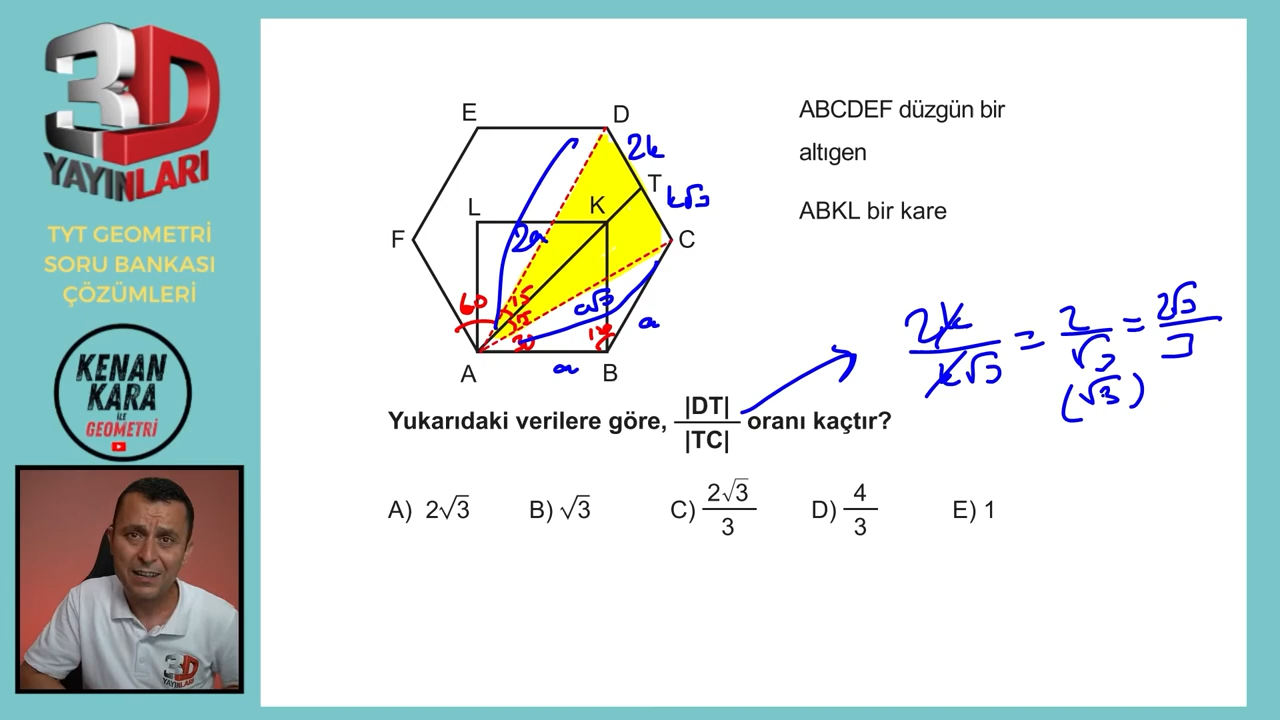 3D
YAYINLARI
TYT GEOMETRİ
SORU BANKASI
ÇÖZÜMLERİ
KENAN
KARA
İLE
GEOMETRİ
3D
YAYINLARI
E
D
2k
T
k√3
L
K
F
C
2a
60
15
15
a√3
30
a
A
a
B
ABCDEF düzgün bir
altıgen
ABKL bir kare
2k/k√3 = 2/√3 = 2√3/3
(√3)
Yukarıdaki verilere göre, |DT|/|TC| oranı kaçtır?
A) 2√3 B) √3 C) 2√3/3 D) 4/3 E) 1